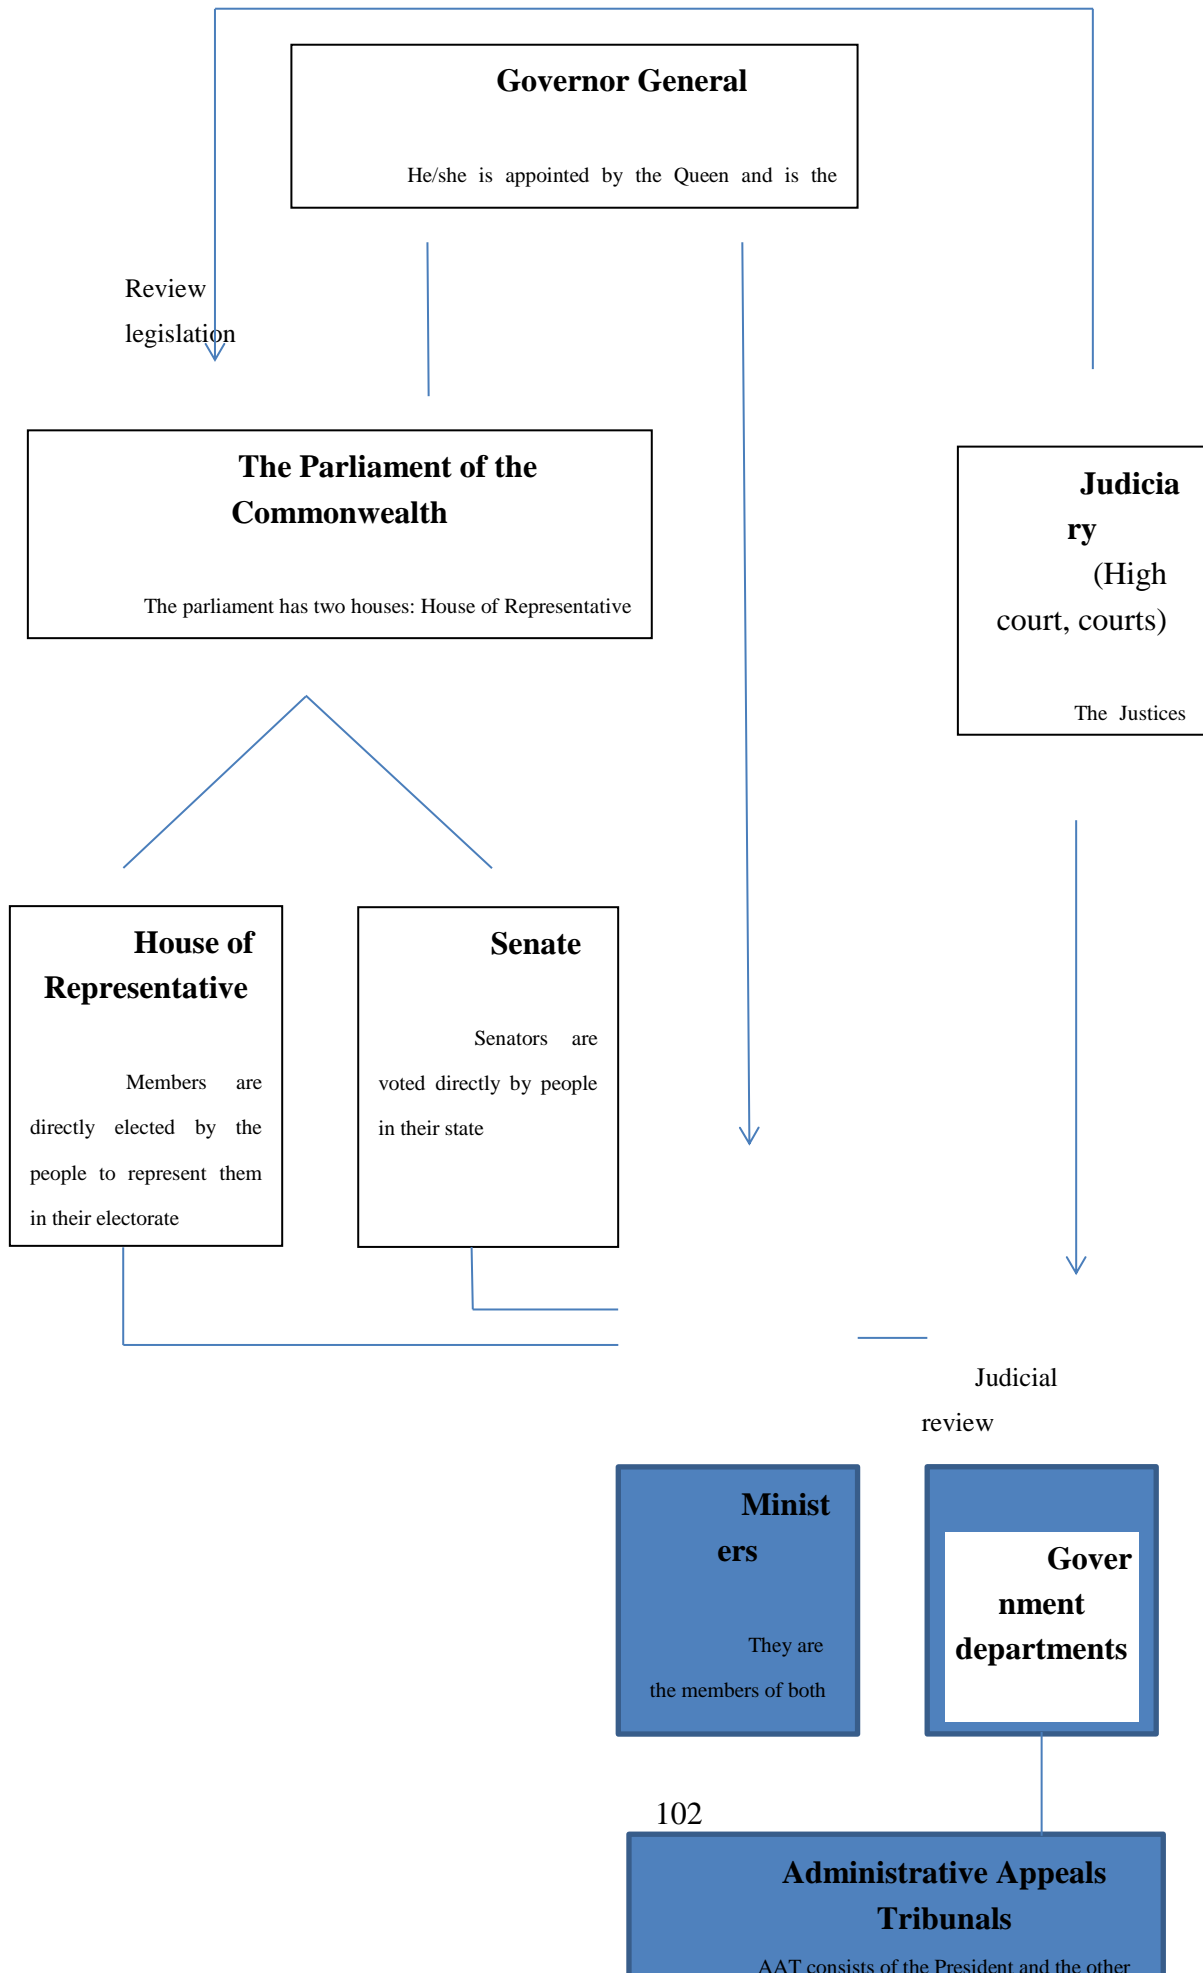 Governor General
He/she is appointed by the Queen and is the
Review
legislation
The Parliament of the
Commonwealth
The parliament has two houses: House of Representative
Judicia
ry
(High
court, courts)
The Justices
House of
Representative
Members are
directly elected by the
people to represent them
in their electorate
Senate
Senators are
voted directly by people
in their state
Judicial
review
Minist
ers
They are
the members of both
Gover
nment
departments
102
Administrative Appeals
Tribunals
AAT consists of the President and the other